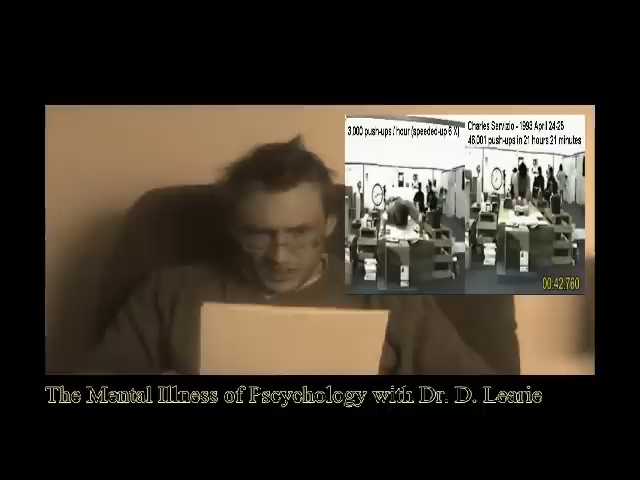 3,000 push-ups / hour (speeded-up 6 X)
Charles Servizio - 1993 April 24-25
46,001 push-ups in 21 hours 21 minutes
00:42.760
The Mental Illness of Pscychology with Dr. D. Learie